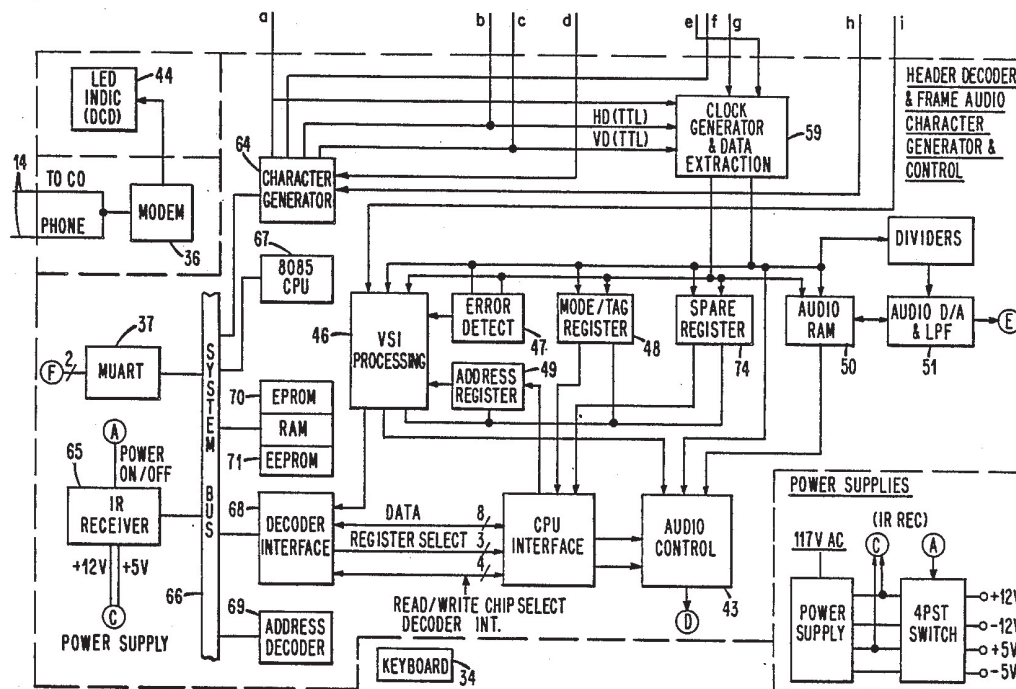 a
b
c
d
e
f
g
h
i
44
LED
INDIC
(DCD)
14
TO CO
PHONE
MODEM
36
64
CHARACTER
GENERATOR
HD (TTL)
VD (TTL)
CLOCK
GENERATOR
& DATA
EXTRACTION
59
HEADER DECODER
& FRAME AUDIO
CHARACTER
GENERATOR &
CONTROL
67
8085
CPU
DIVIDERS
37
F
2
MUART
46
VSI
PROCESSING
ERROR
DETECT
47
MODE/TAG
REGISTER
48
SPARE
REGISTER
74
AUDIO
RAM
50
AUDIO D/A
& LPF
51
E
49
ADDRESS
REGISTER
SYSTEM BUS
70
EPROM
RAM
71
EEPROM
A
65
POWER
ON/OFF
IR
RECEIVER
+12V
+5V
C
POWER SUPPLY
66
68
DECODER
INTERFACE
DATA
8
REGISTER SELECT
3
4
READ/WRITE CHIP SELECT
DECODER INT.
CPU
INTERFACE
AUDIO
CONTROL
43
D
69
ADDRESS
DECODER
KEYBOARD
34
POWER SUPPLIES
117V AC
(IR REC)
C
A
POWER
SUPPLY
4PST
SWITCH
+12V
-12V
+5V
-5V